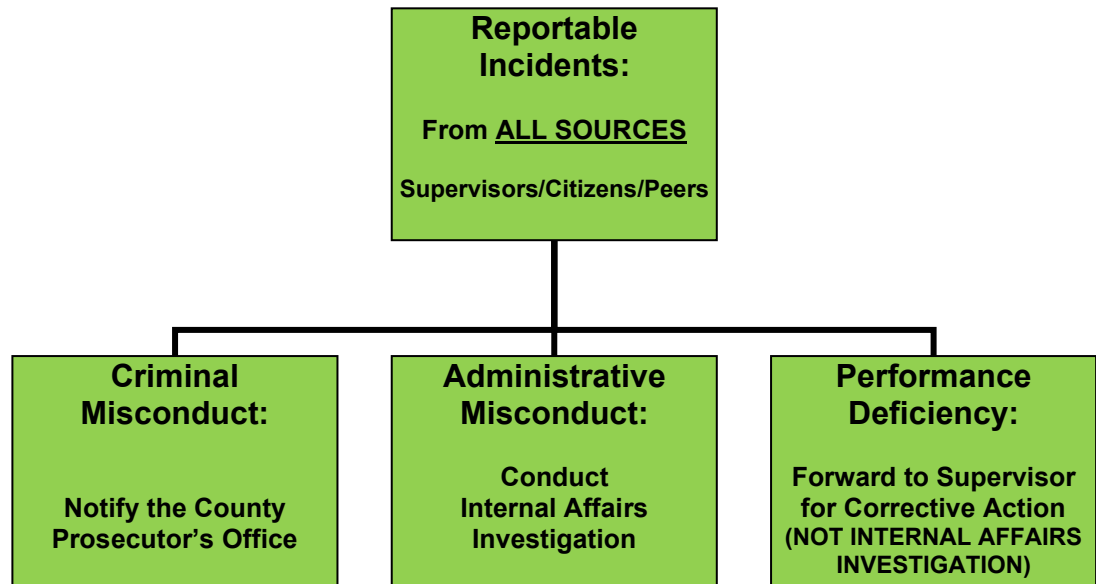 Reportable
Incidents:
From ALL SOURCES
Supervisors/Citizens/Peers
Criminal
Misconduct:
Notify the County
Prosecutor’s Office
Administrative
Misconduct:
Conduct
Internal Affairs
Investigation
Performance
Deficiency:
Forward to Supervisor
for Corrective Action
(NOT INTERNAL AFFAIRS
INVESTIGATION)